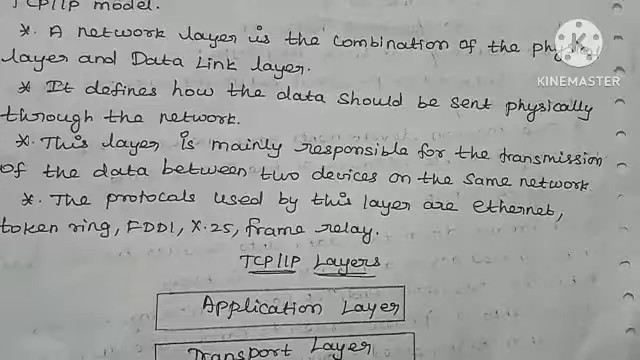 TCP/IP model.
*. A network layer is the combination of the physical
layer and Data Link layer.
* It defines how the data should be sent physically
through the network.
*. This layer is mainly responsible for the transmission
of the data between two devices on the same network.
*. The protocals used by this layer are ethernet,
token ring, FDDI, X.25, frame relay.
TCP/IP Layers
Application Layer
Transport Layer
KINEMASTER